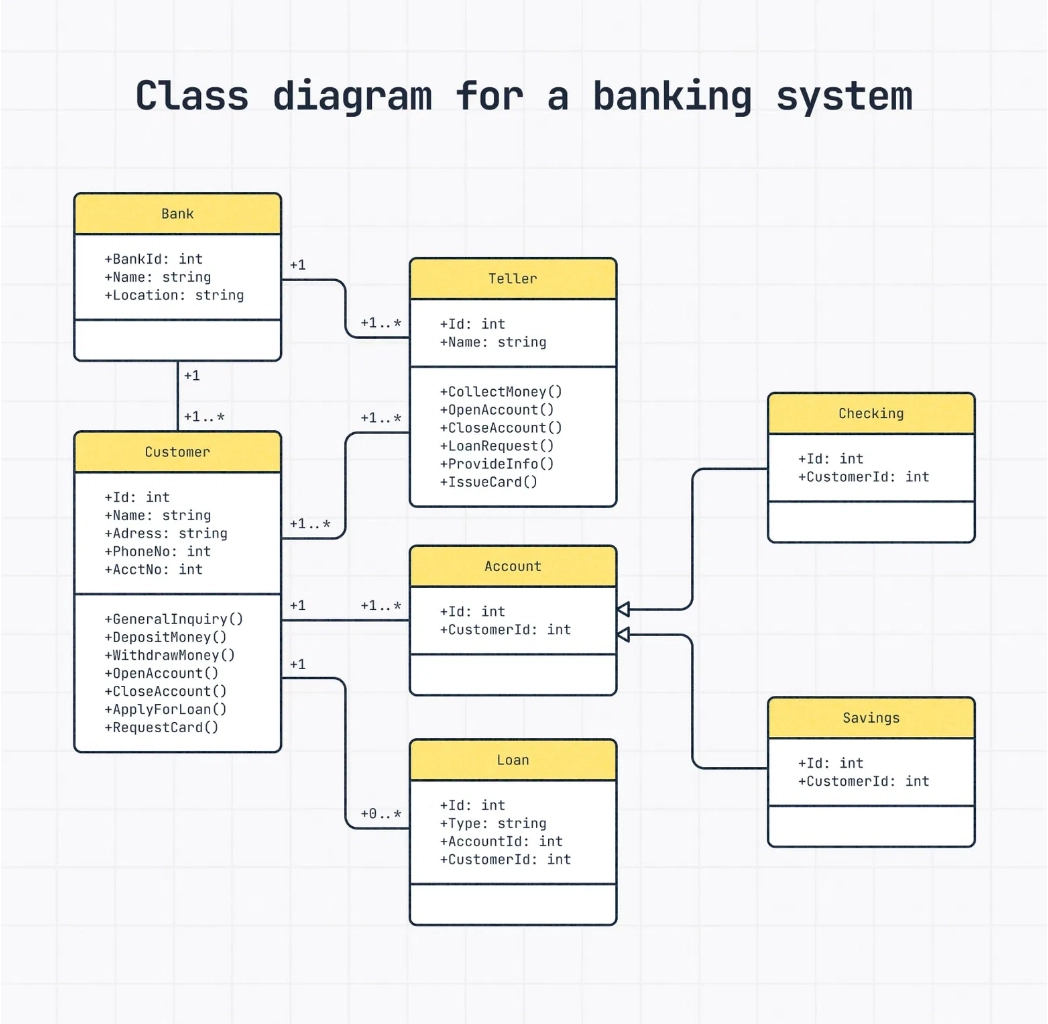 Class diagram for a banking system
Bank
+BankId: int
+Name: string
+Location: string
+1
+1..*
Teller
+Id: int
+Name: string
+CollectMoney()
+OpenAccount()
+CloseAccount()
+LoanRequest()
+ProvideInfo()
+IssueCard()
+1
+1..*
Customer
+Id: int
+Name: string
+Adress: string
+PhoneNo: int
+AcctNo: int
+GeneralInquiry()
+DepositMoney()
+WithdrawMoney()
+OpenAccount()
+CloseAccount()
+ApplyForLoan()
+RequestCard()
+1..*
+1..*
+1
+1..*
Account
+Id: int
+CustomerId: int
+1
+0..*
Loan
+Id: int
+Type: string
+AccountId: int
+CustomerId: int
Checking
+Id: int
+CustomerId: int
Savings
+Id: int
+CustomerId: int